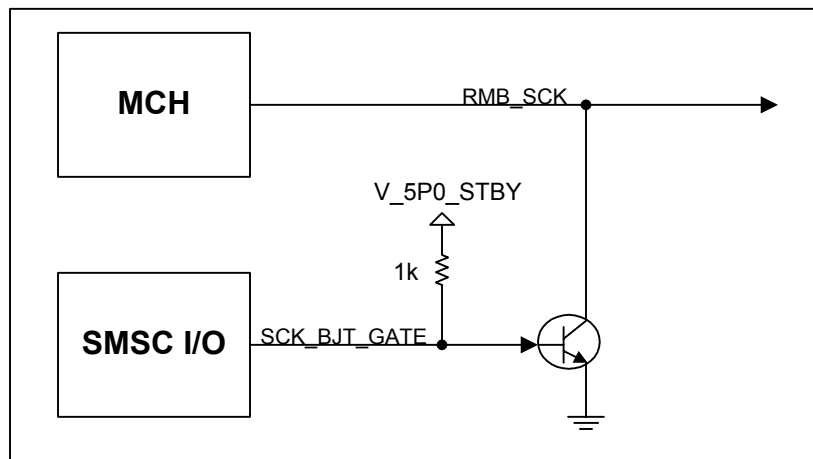 MCH
RMB_SCK
V_5P0_STBY
1k
SMSC I/O
SCK_BJT_GATE